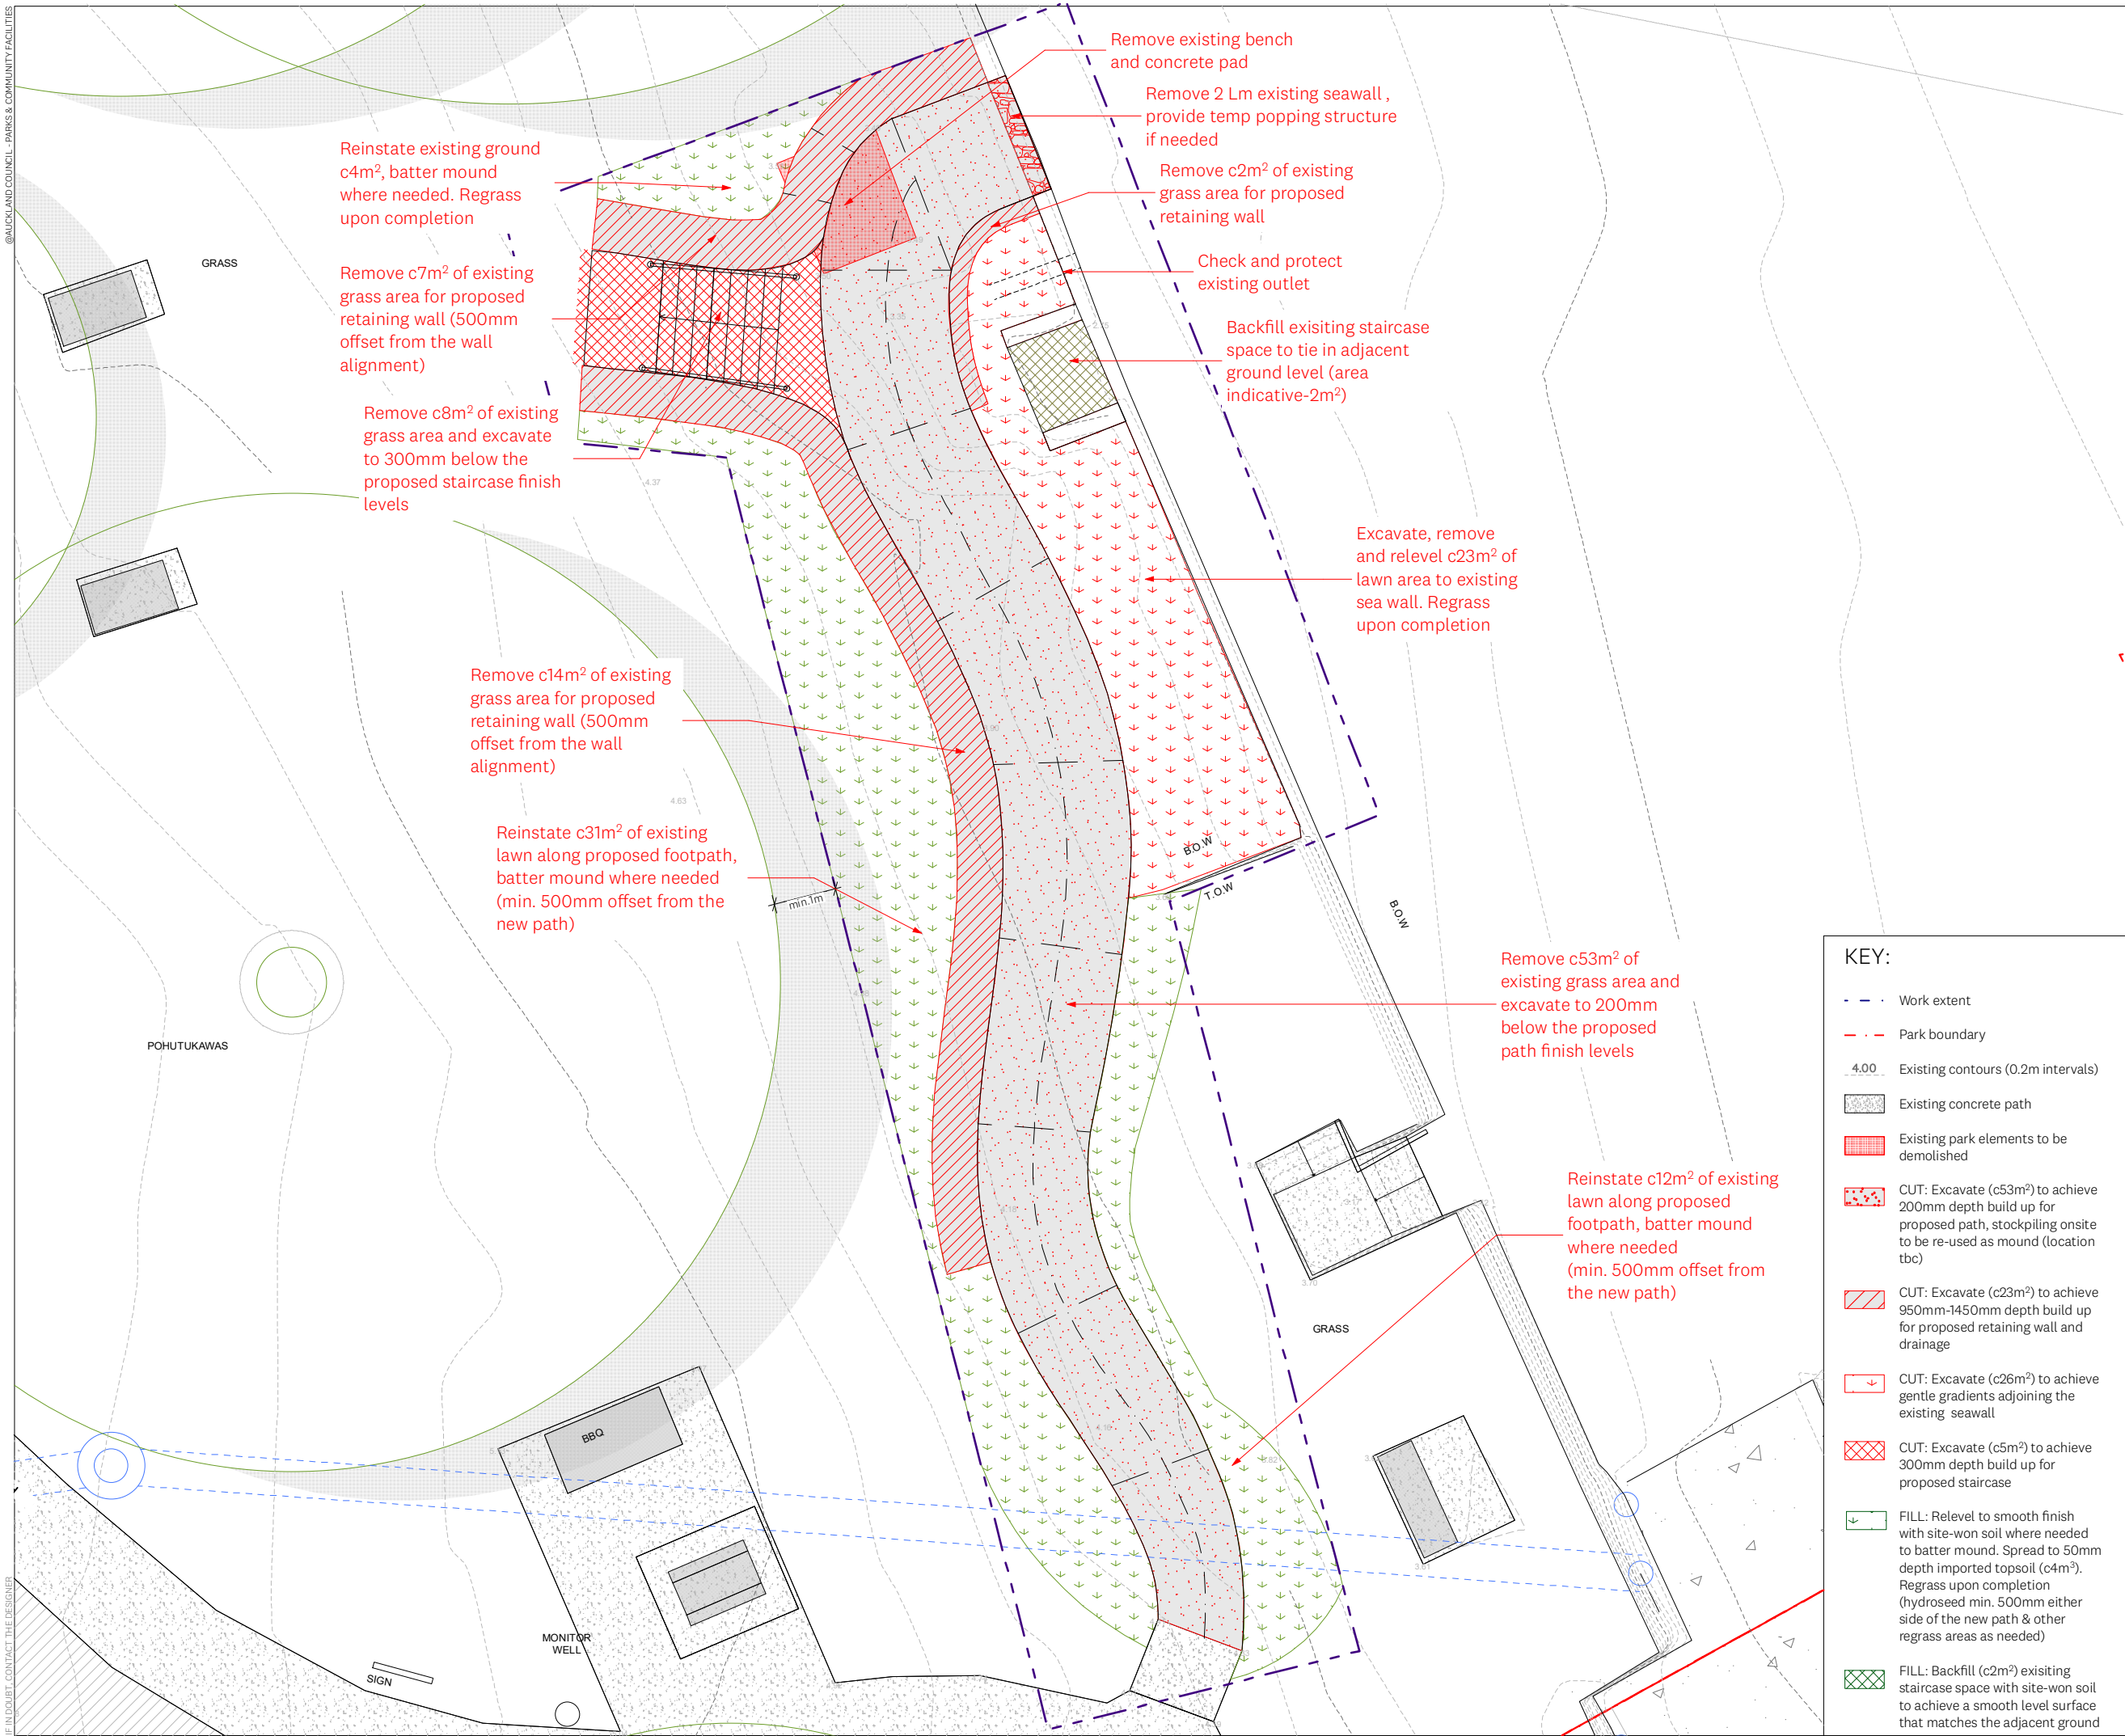 @AUCKLAND COUNCIL - PARKS & COMMUNITY FACILITIES
IF IN DOUBT, CONTACT THE DESIGNER
Remove existing bench
and concrete pad
Remove 2 Lm existing seawall ,
provide temp popping structure
if needed
Remove c2m² of existing
grass area for proposed
retaining wall
Check and protect
existing outlet
Backfill exisiting staircase
space to tie in adjacent
ground level (area
indicative-2m²)
Reinstate existing ground
c4m², batter mound
where needed. Regrass
upon completion
Remove c7m² of existing
grass area for proposed
retaining wall (500mm
offset from the wall
alignment)
Remove c8m² of existing
grass area and excavate
to 300mm below the
proposed staircase finish
levels
Excavate, remove
and relevel c23m² of
lawn area to existing
sea wall. Regrass
upon completion
Remove c14m² of existing
grass area for proposed
retaining wall (500mm
offset from the wall
alignment)
Reinstate c31m² of existing
lawn along proposed footpath,
batter mound where needed
(min. 500mm offset from the
new path)
Remove c53m² of
existing grass area and
excavate to 200mm
below the proposed
path finish levels
Reinstate c12m² of existing
lawn along proposed
footpath, batter mound
where needed
(min. 500mm offset from
the new path)
GRASS
4.37
4.63
min.1m
B.O.W
T.O.W
B.O.W
POHUTUKAWAS
GRASS
BBQ
MONITOR
WELL
SIGN
KEY:
Work extent
Park boundary
4.00 Existing contours (0.2m intervals)
Existing concrete path
Existing park elements to be
demolished
CUT: Excavate (c53m²) to achieve
200mm depth build up for
proposed path, stockpiling onsite
to be re-used as mound (location
tbc)
CUT: Excavate (c23m²) to achieve
950mm-1450mm depth build up
for proposed retaining wall and
drainage
CUT: Excavate (c26m²) to achieve
gentle gradients adjoining the
existing seawall
CUT: Excavate (c5m²) to achieve
300mm depth build up for
proposed staircase
FILL: Relevel to smooth finish
with site-won soil where needed
to batter mound. Spread to 50mm
depth imported topsoil (c4m³).
Regrass upon completion
(hydroseed min. 500mm either
side of the new path & other
regrass areas as needed)
FILL: Backfill (c2m²) exisiting
staircase space with site-won soil
to achieve a smooth level surface
that matches the adjacent ground